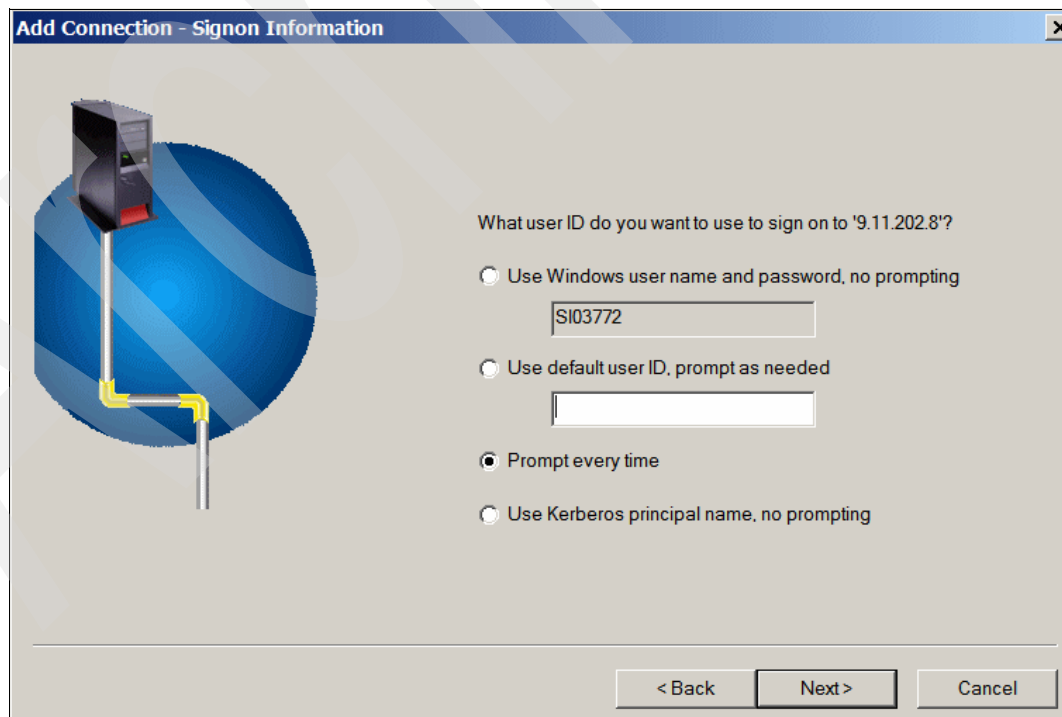 Add Connection - Signon Information
What user ID do you want to use to sign on to '9.11.202.8'?
Use Windows user name and password, no prompting
SI03772
Use default user ID, prompt as needed
Prompt every time
Use Kerberos principal name, no prompting
< Back
Next >
Cancel